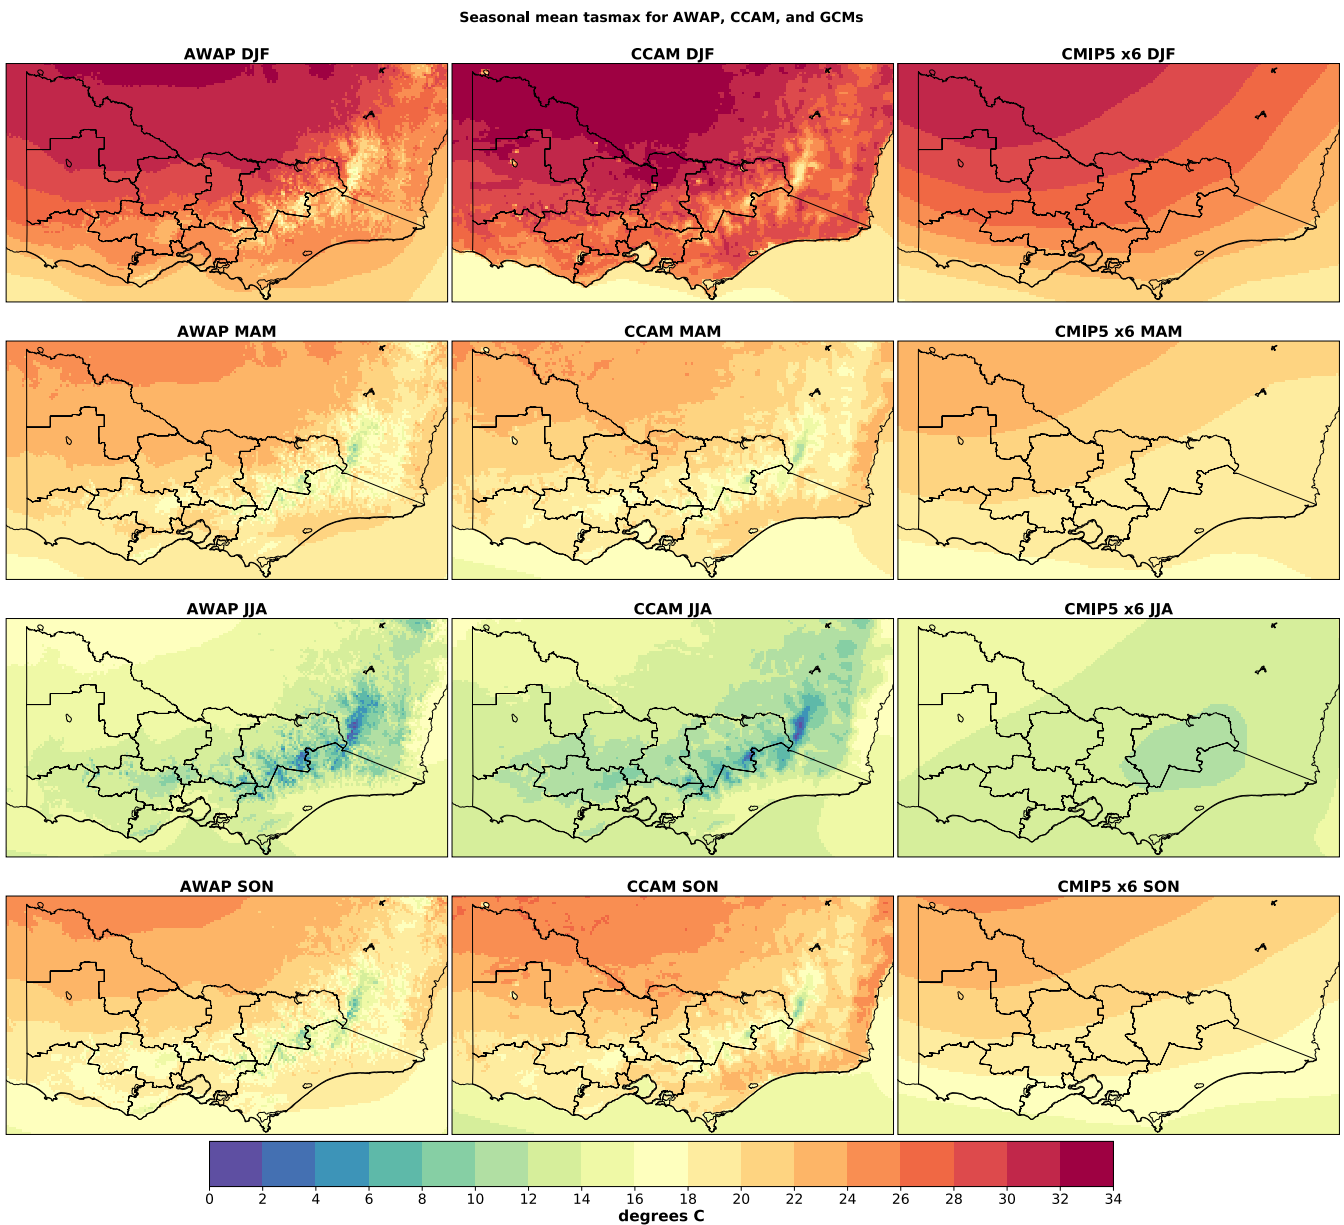 Seasonal mean tasmax for AWAP, CCAM, and GCMs
AWAP DJF
CCAM DJF
CMIP5 x6 DJF
AWAP MAM
CCAM MAM
CMIP5 x6 MAM
AWAP JJA
CCAM JJA
CMIP5 x6 JJA
AWAP SON
CCAM SON
CMIP5 x6 SON
0 2 4 6 8 10 12 14 16 18 20 22 24 26 28 30 32 34
degrees C